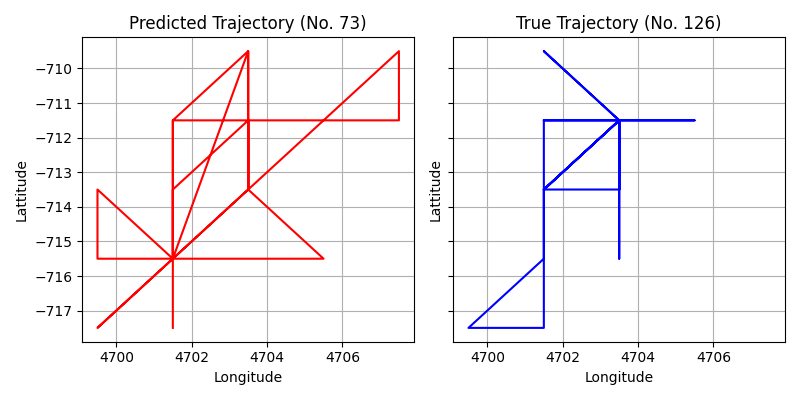 Predicted Trajectory (No. 73)
True Trajectory (No. 126)
−710
−711
−712
−713
−714
−715
−716
−717
Lattitude
Lattitude
4700 4702 4704 4706
4700 4702 4704 4706
Longitude
Longitude